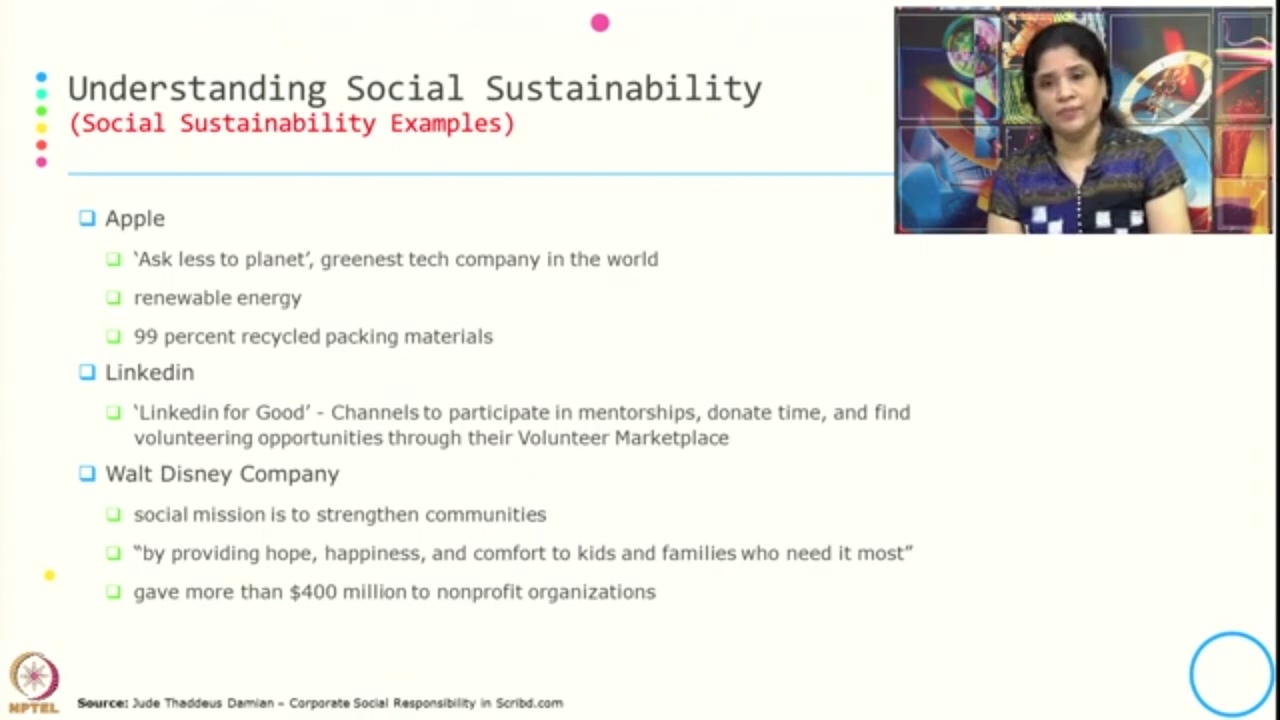 Understanding Social Sustainability
(Social Sustainability Examples)
Apple
‘Ask less to planet’, greenest tech company in the world
renewable energy
99 percent recycled packing materials
Linkedin
‘Linkedin for Good’ - Channels to participate in mentorships, donate time, and find
volunteering opportunities through their Volunteer Marketplace
Walt Disney Company
social mission is to strengthen communities
“by providing hope, happiness, and comfort to kids and families who need it most”
gave more than $400 million to nonprofit organizations
NPTEL
Source: Jude Thaddeus Damian – Corporate Social Responsibility in Scribd.com